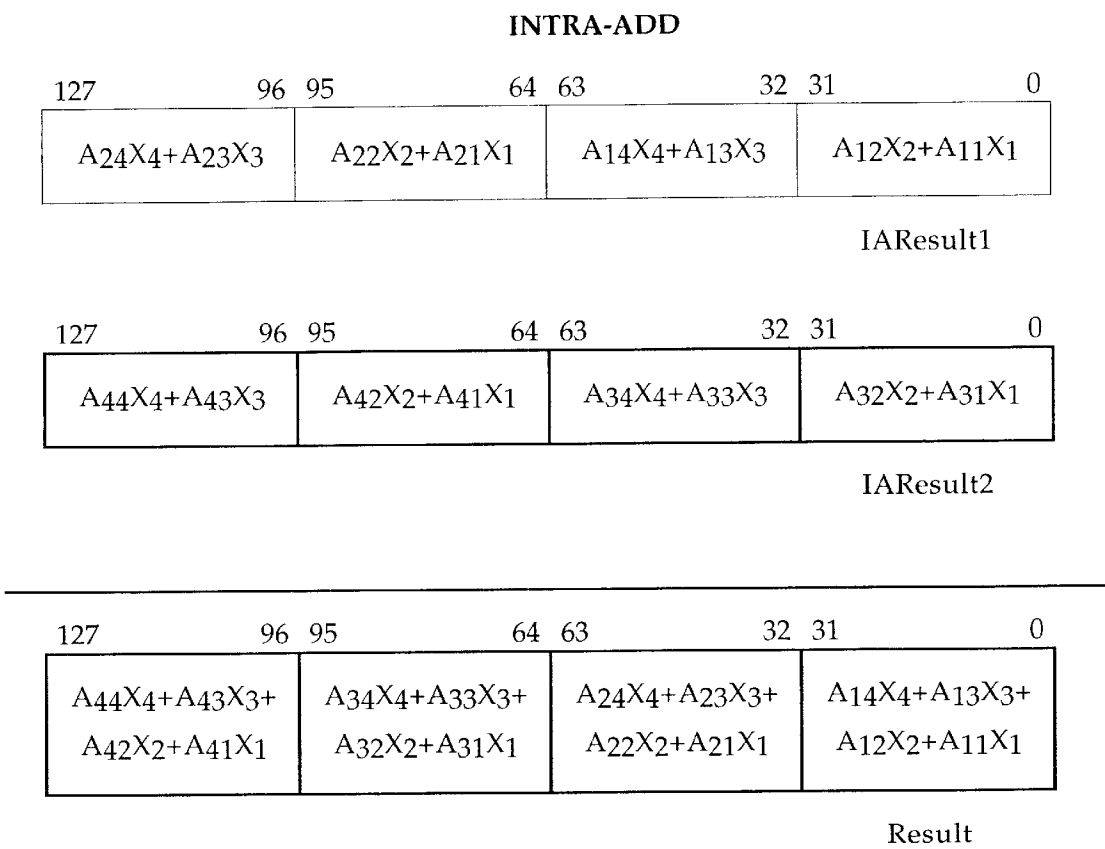 INTRA-ADD
127 96 95 64 63 32 31 0
A24X4+A23X3 A22X2+A21X1 A14X4+A13X3 A12X2+A11X1
IAResult1
127 96 95 64 63 32 31 0
A44X4+A43X3 A42X2+A41X1 A34X4+A33X3 A32X2+A31X1
IAResult2
127 96 95 64 63 32 31 0
A44X4+A43X3+ A34X4+A33X3+ A24X4+A23X3+ A14X4+A13X3+
A42X2+A41X1 A32X2+A31X1 A22X2+A21X1 A12X2+A11X1
Result